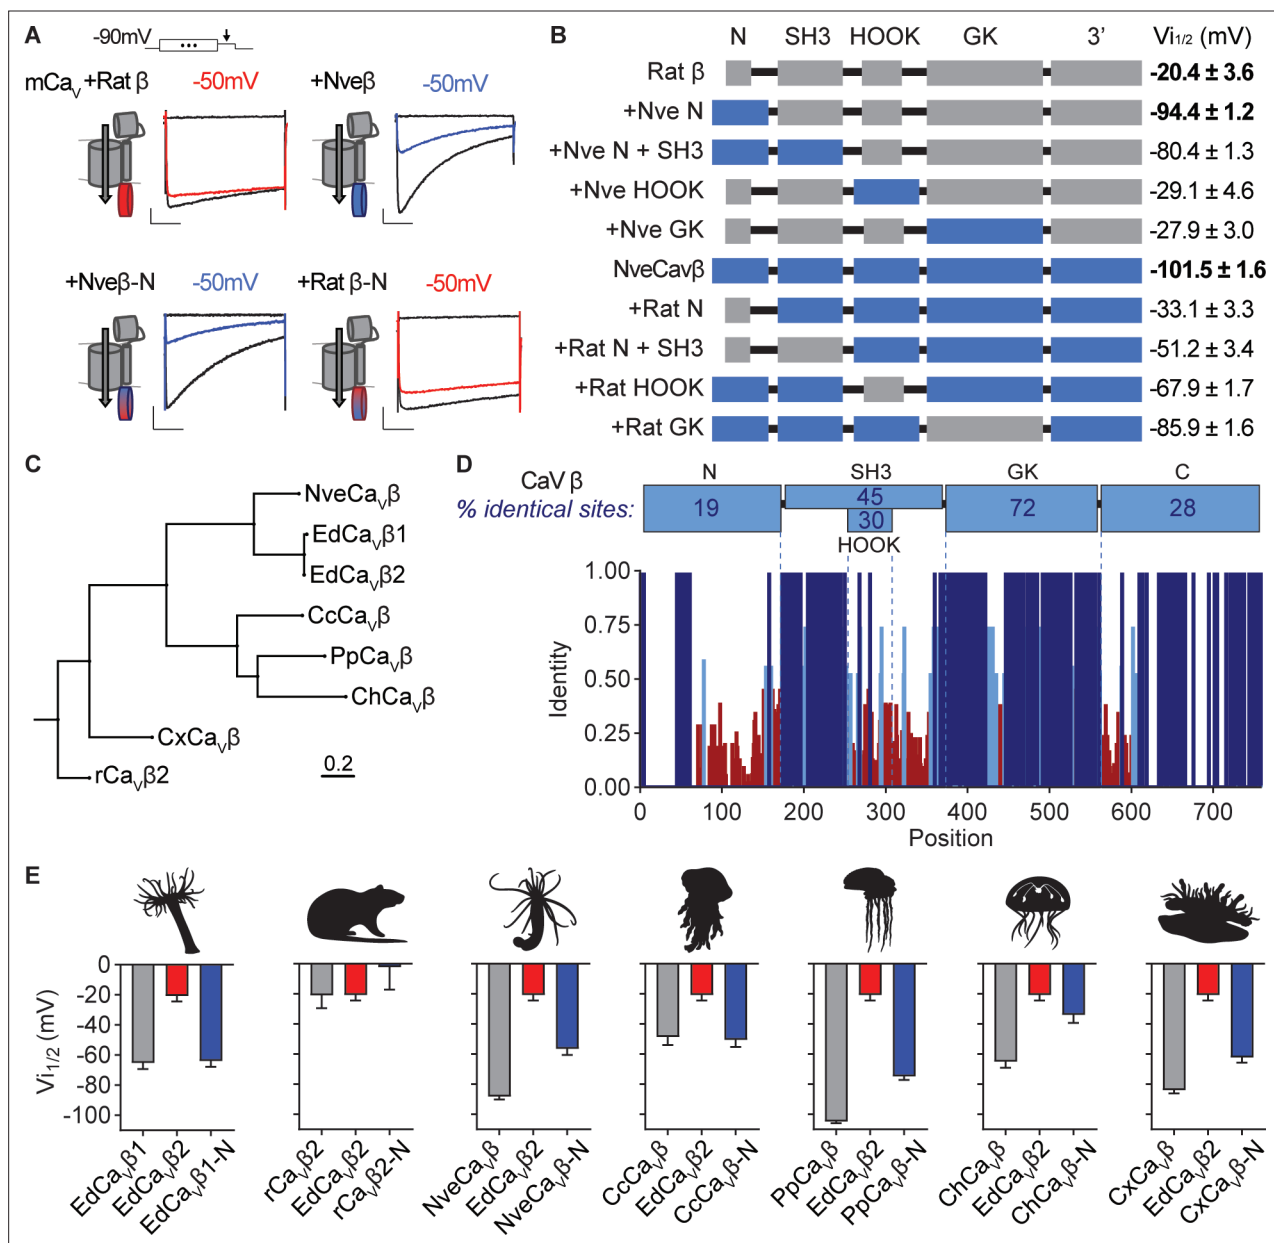 A
-90mV
mCaV +Rat β
-50mV
+Nveβ
-50mV
+Nveβ-N
-50mV
+Rat β-N
-50mV
B
N SH3 HOOK GK 3' Vi1/2 (mV)
Rat β -20.4 ± 3.6
+Nve N -94.4 ± 1.2
+Nve N + SH3 -80.4 ± 1.3
+Nve HOOK -29.1 ± 4.6
+Nve GK -27.9 ± 3.0
NveCavβ -101.5 ± 1.6
+Rat N -33.1 ± 3.3
+Rat N + SH3 -51.2 ± 3.4
+Rat HOOK -67.9 ± 1.7
+Rat GK -85.9 ± 1.6
C
NveCaVβ
EdCaVβ1
EdCaVβ2
CcCaVβ
PpCaVβ
ChCaVβ
CxCaVβ
rCaVβ2
0.2
D
CaV β
N SH3 GK C
% identical sites:
19 45 72 28
30
HOOK
1.00
0.75
0.50
0.25
0.00
Identity
0 100 200 300 400 500 600 700
Position
E
0
-20
-40
-60
-80
-100
Vi1/2 (mV)
EdCaVβ1 EdCaVβ2 EdCaVβ1-N
rCaVβ2 EdCaVβ2 rCaVβ2-N
NveCaVβ EdCaVβ2 NveCaVβ-N
CcCaVβ EdCaVβ2 CcCaVβ-N
PpCaVβ EdCaVβ2 PpCaVβ-N
ChCaVβ EdCaVβ2 ChCaVβ-N
CxCaVβ EdCaVβ2 CxCaVβ-N